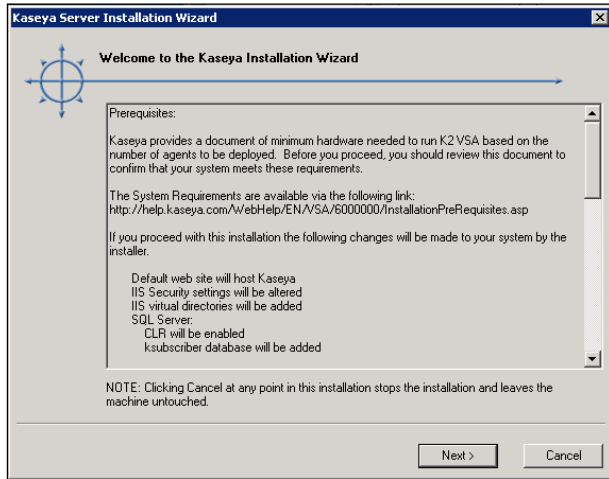 Kaseya Server Installation Wizard
Welcome to the Kaseya Installation Wizard
Prerequisites:
Kaseya provides a document of minimum hardware needed to run K2 VSA based on the
number of agents to be deployed. Before you proceed, you should review this document to
confirm that your system meets these requirements.
The System Requirements are available via the following link:
http://help.kaseya.com/WebHelp/EN/VSA/6000000/InstallationPreRequisites.asp
If you proceed with this installation the following changes will be made to your system by the
installer.
Default web site will host Kaseya
IIS Security settings will be altered
IIS virtual directories will be added
SQL Server:
CLR will be enabled
ksubscriber database will be added
NOTE: Clicking Cancel at any point in this installation stops the installation and leaves the
machine untouched.
Next >
Cancel